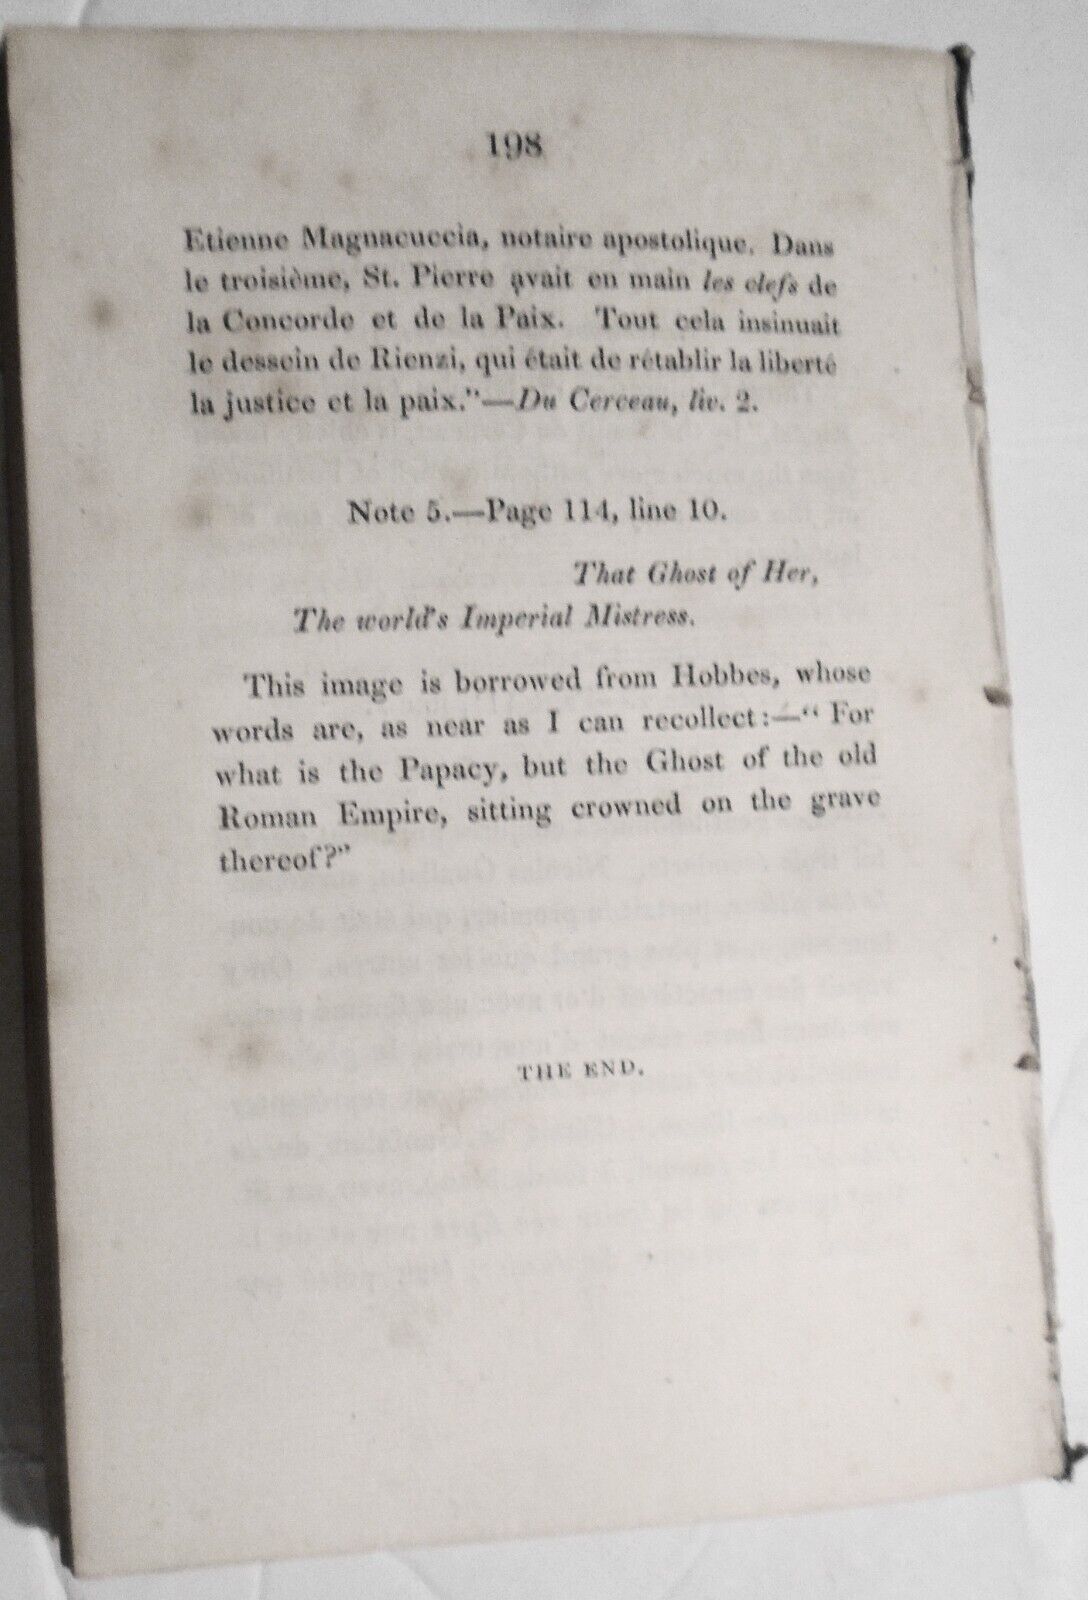 198
Etienne Magnacuccia, notaire apostolique. Dans
le troisième, St. Pierre avait en main les clefs de
la Concorde et de la Paix. Tout cela insinuait
le dessein de Rienzi, qui était de rétablir la liberté
la justice et la paix."—Du Cerceau, liv. 2.
Note 5.—Page 114, line 10.
That Ghost of Her,
The world's Imperial Mistress.
This image is borrowed from Hobbes, whose
words are, as near as I can recollect:—"For
what is the Papacy, but the Ghost of the old
Roman Empire, sitting crowned on the grave
thereof?"
THE END.